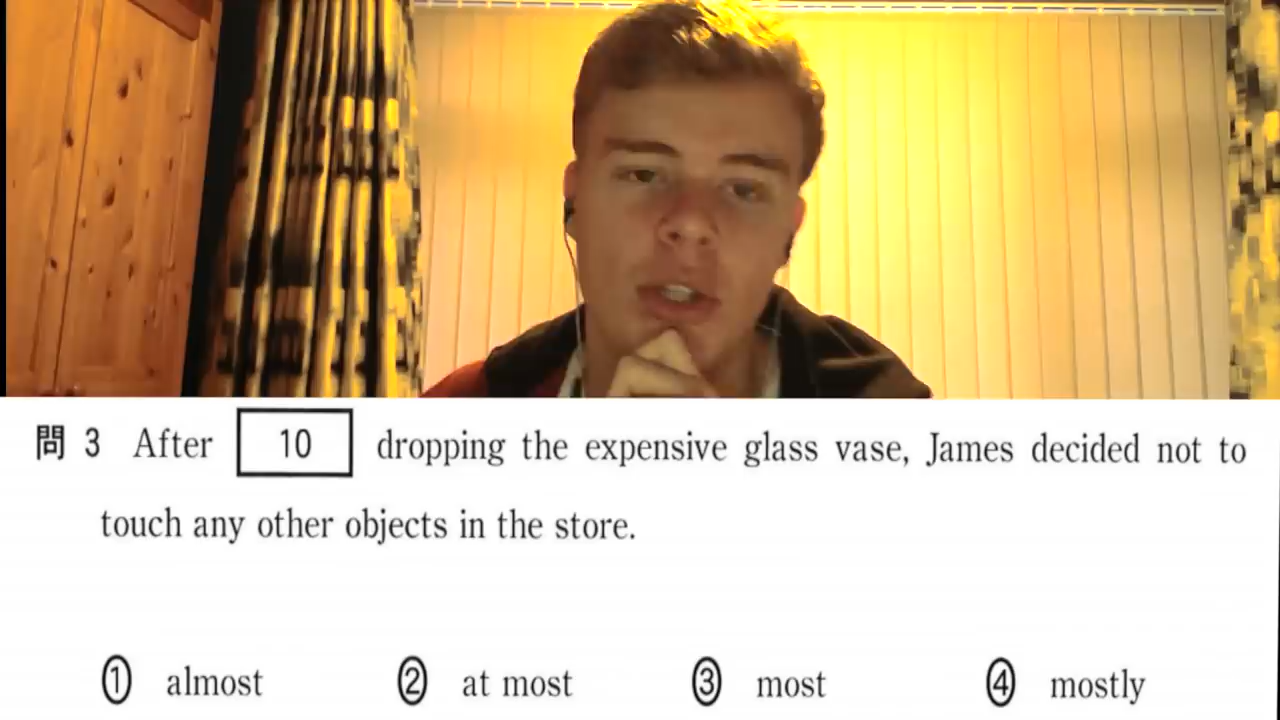 問 3 After 10 dropping the expensive glass vase, James decided not to
touch any other objects in the store.
① almost ② at most ③ most ④ mostly